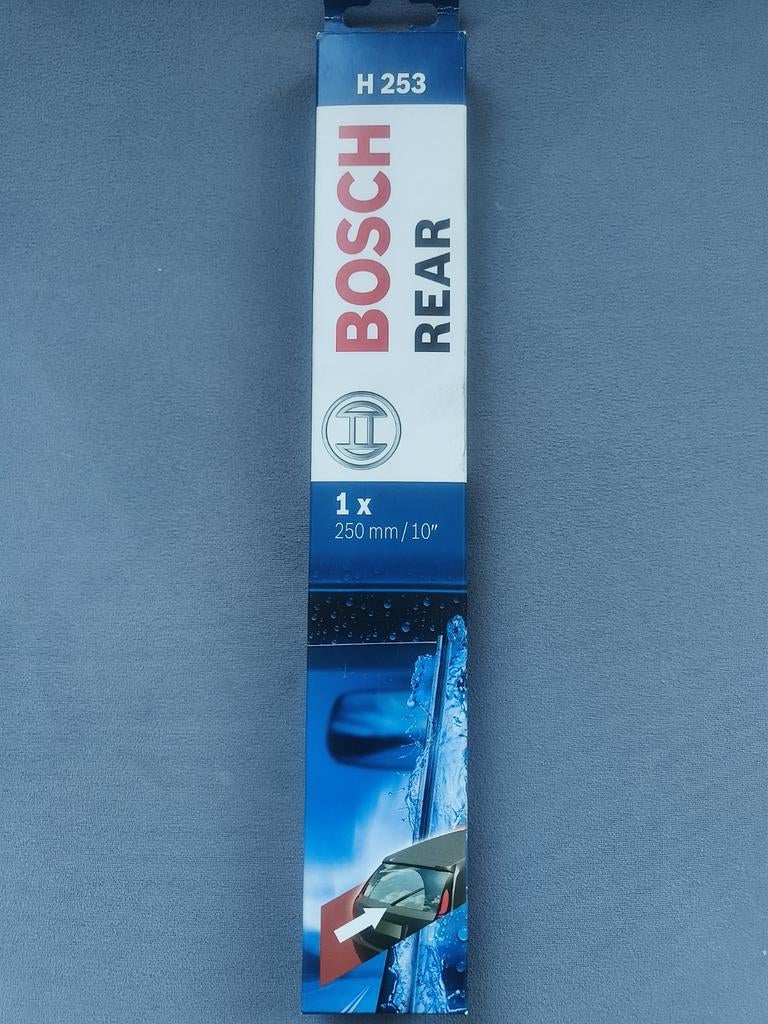 H 253
BOSCH
REAR
1 x
250 mm / 10″